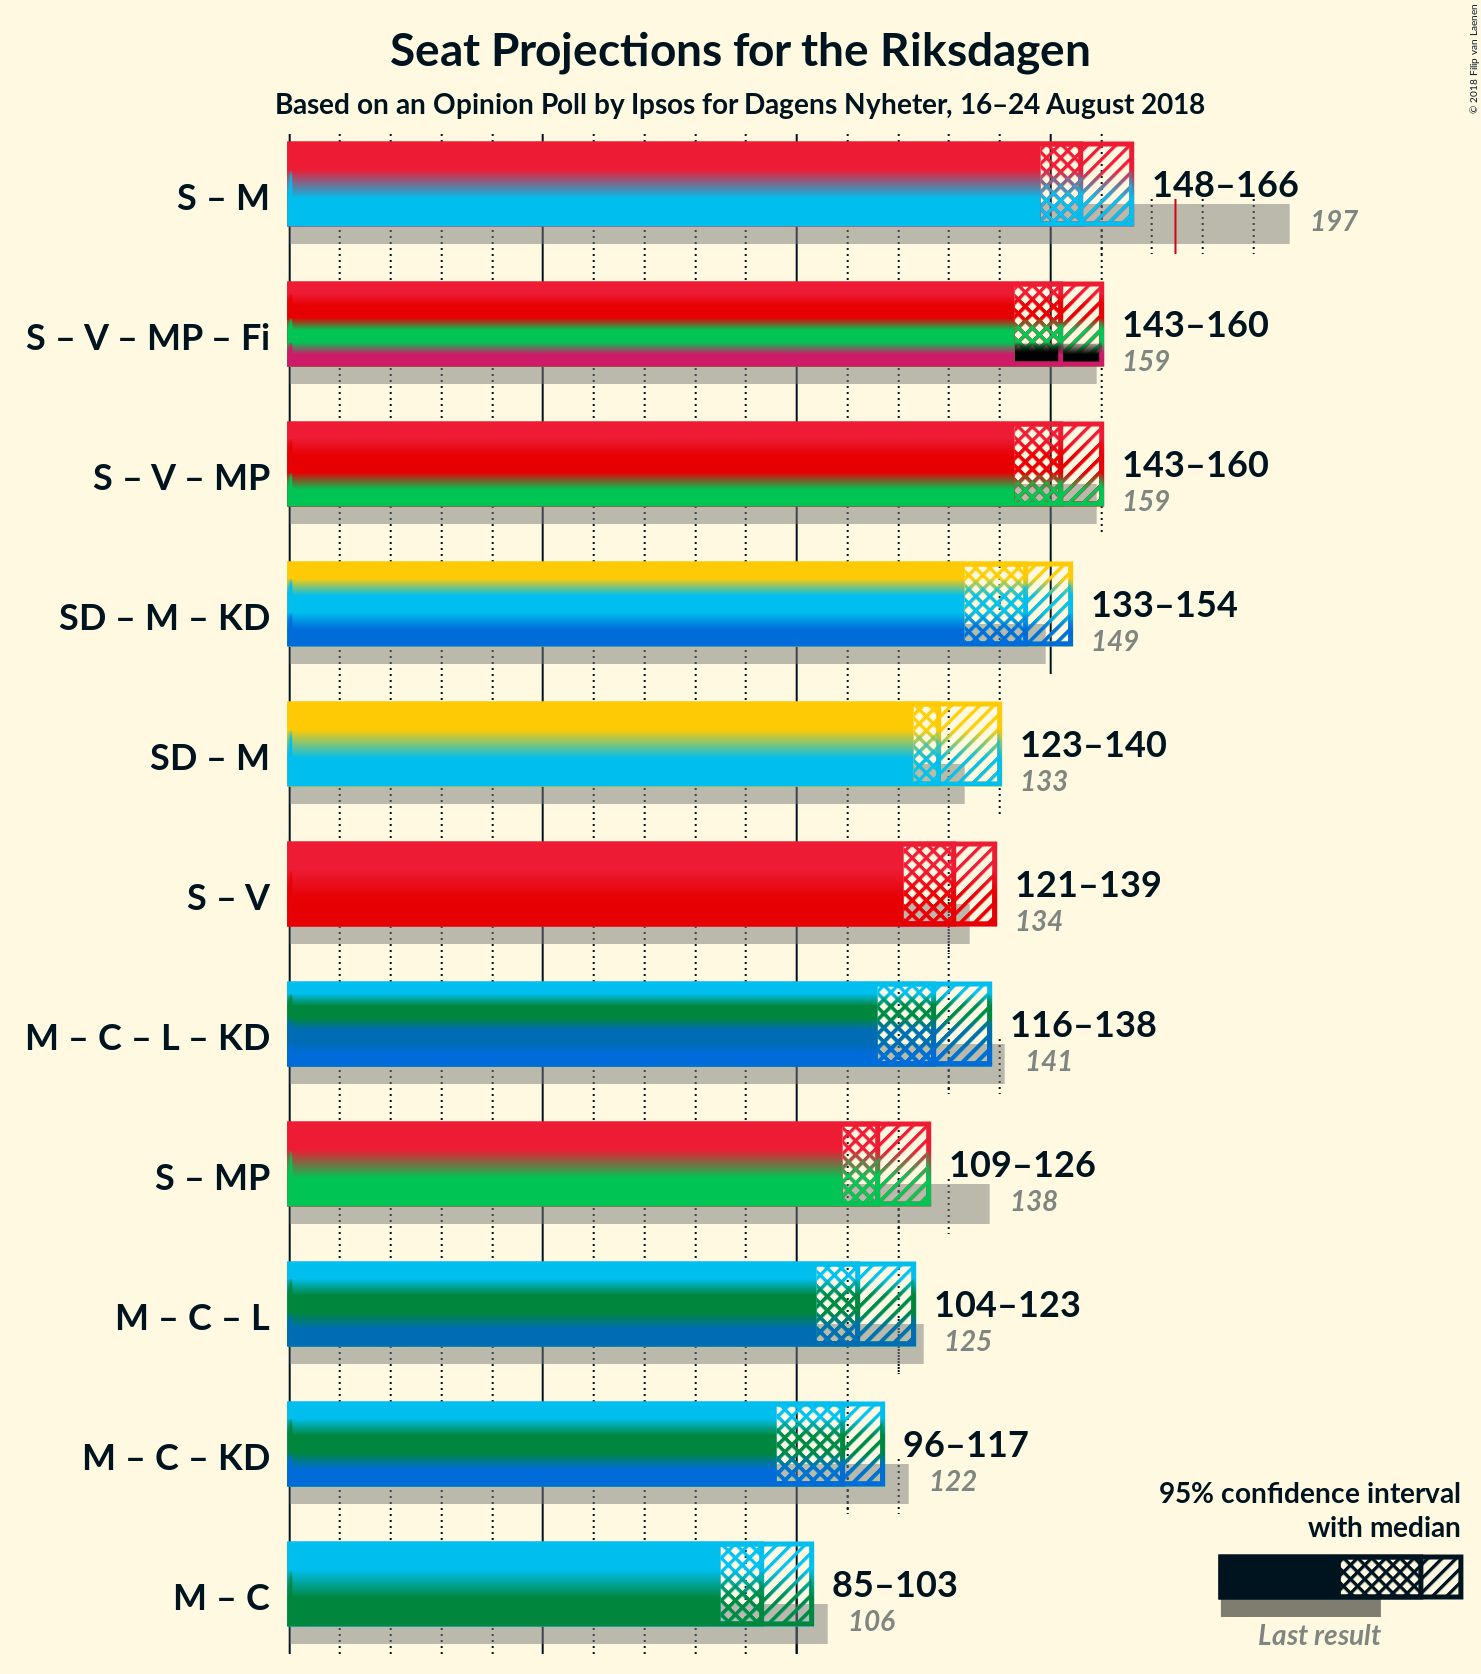 Seat Projections for the Riksdagen
Based on an Opinion Poll by Ipsos for Dagens Nyheter, 16–24 August 2018
© 2018 Filip van Laenen
S – M
148–166
197
S – V – MP – Fi
143–160
159
S – V – MP
143–160
159
SD – M – KD
133–154
149
SD – M
123–140
133
S – V
121–139
134
M – C – L – KD
116–138
141
S – MP
109–126
138
M – C – L
104–123
125
M – C – KD
96–117
122
M – C
85–103
106
95% confidence interval
with median
Last result